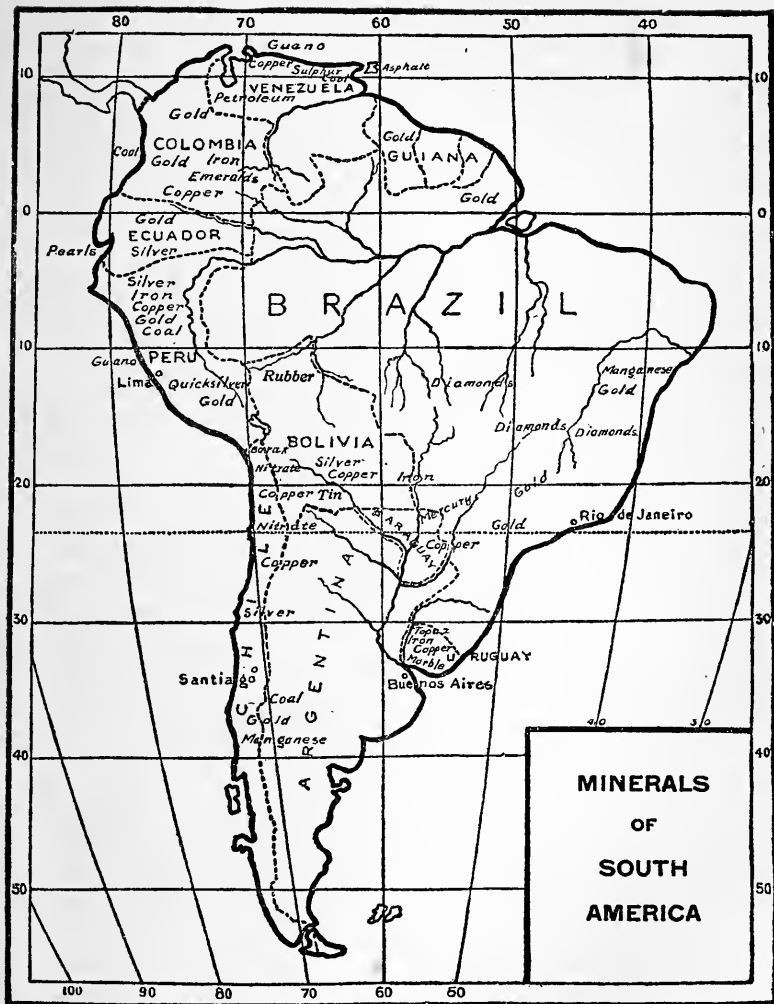 80 70 60 50 40
Guano
10 Copper Sulphur Coal Asphalt 10
VENEZUELA
Petroleum
Gold
COLOMBIA
Coal
Gold Iron
Emeralds
Copper
Gold
GUIANA
Gold
0 0
Gold
ECUADOR
Pearls
Silver
Silver
Iron
Copper
Gold
Coal
BRAZIL
10 10
Guano PERU
Lima
Quicksilver
Gold
Rubber
Diamonds
Manganese
Gold
Diamonds
Diamonds
BOLIVIA
Borax
Nitrate
Silver
Copper
Iron
Gold
20 20
Copper Tin
Mercury
Nitrate
PARAGUAY
Gold
Rio de Janeiro
Copper
Copper
CHILE
ARGENTINA
Silver
30 30
Topaz
Iron
Copper
Marble
URUGUAY
Santiago
Buenos Aires
Coal
Gold
Manganese
40 30
40
MINERALS
OF
SOUTH
AMERICA
50 50
100 90 80 70 60 50